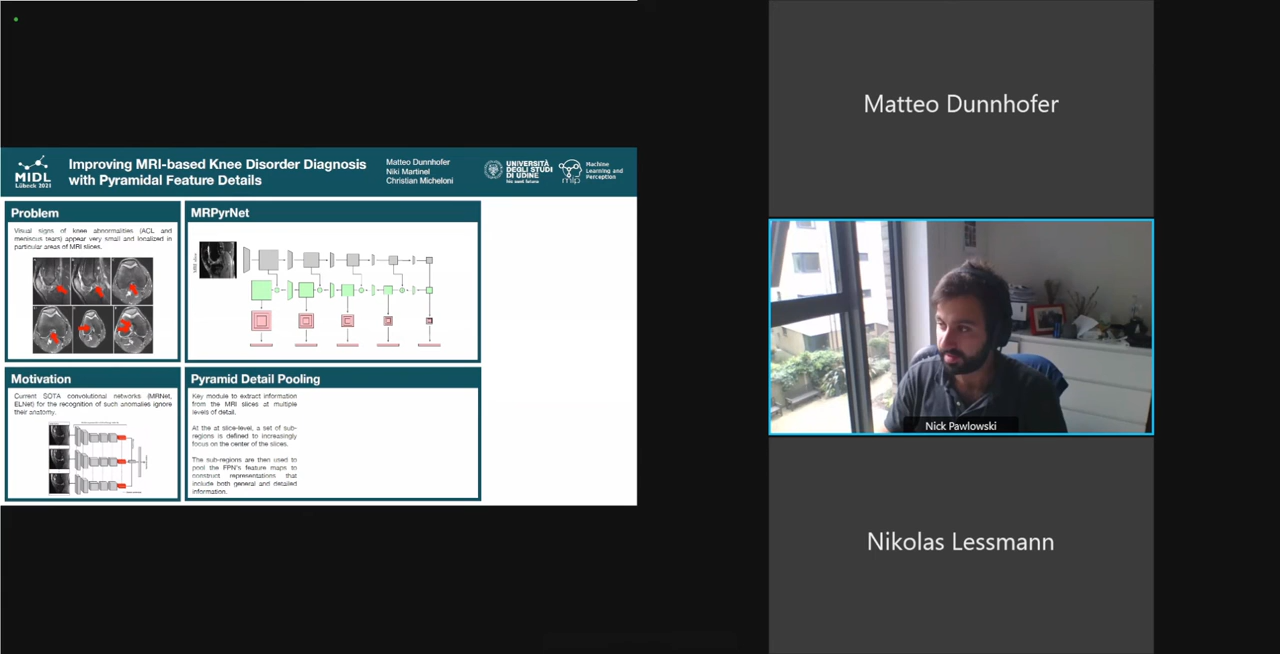 MIDL
Lübeck 2021
Improving MRI-based Knee Disorder Diagnosis
with Pyramidal Feature Details
Matteo Dunnhofer
Niki Martinel
Christian Micheloni
UNIVERSITÀ
DEGLI STUDI
DI UDINE
hic sunt futura
mlp
Machine
Learning and
Perception
Problem
Visual signs of knee abnormalities (ACL and
meniscus tears) appear very small and localized in
particular areas of MRI slices.
MRPyrNet
MRI slice
Motivation
Current SOTA convolutional networks (MRNet,
ELNet) for the recognition of such anomalies ignore
their anatomy.
Pyramid Detail Pooling
Key module to extract information
from the MRI slices at multiple
levels of detail.
At the at slice-level, a set of sub-
regions is defined to increasingly
focus on the center of the slices.
The sub-regions are then used to
pool the FPN's feature maps to
construct representations that
include both general and detailed
information.
Matteo Dunnhofer
Nick Pawlowski
Nikolas Lessmann